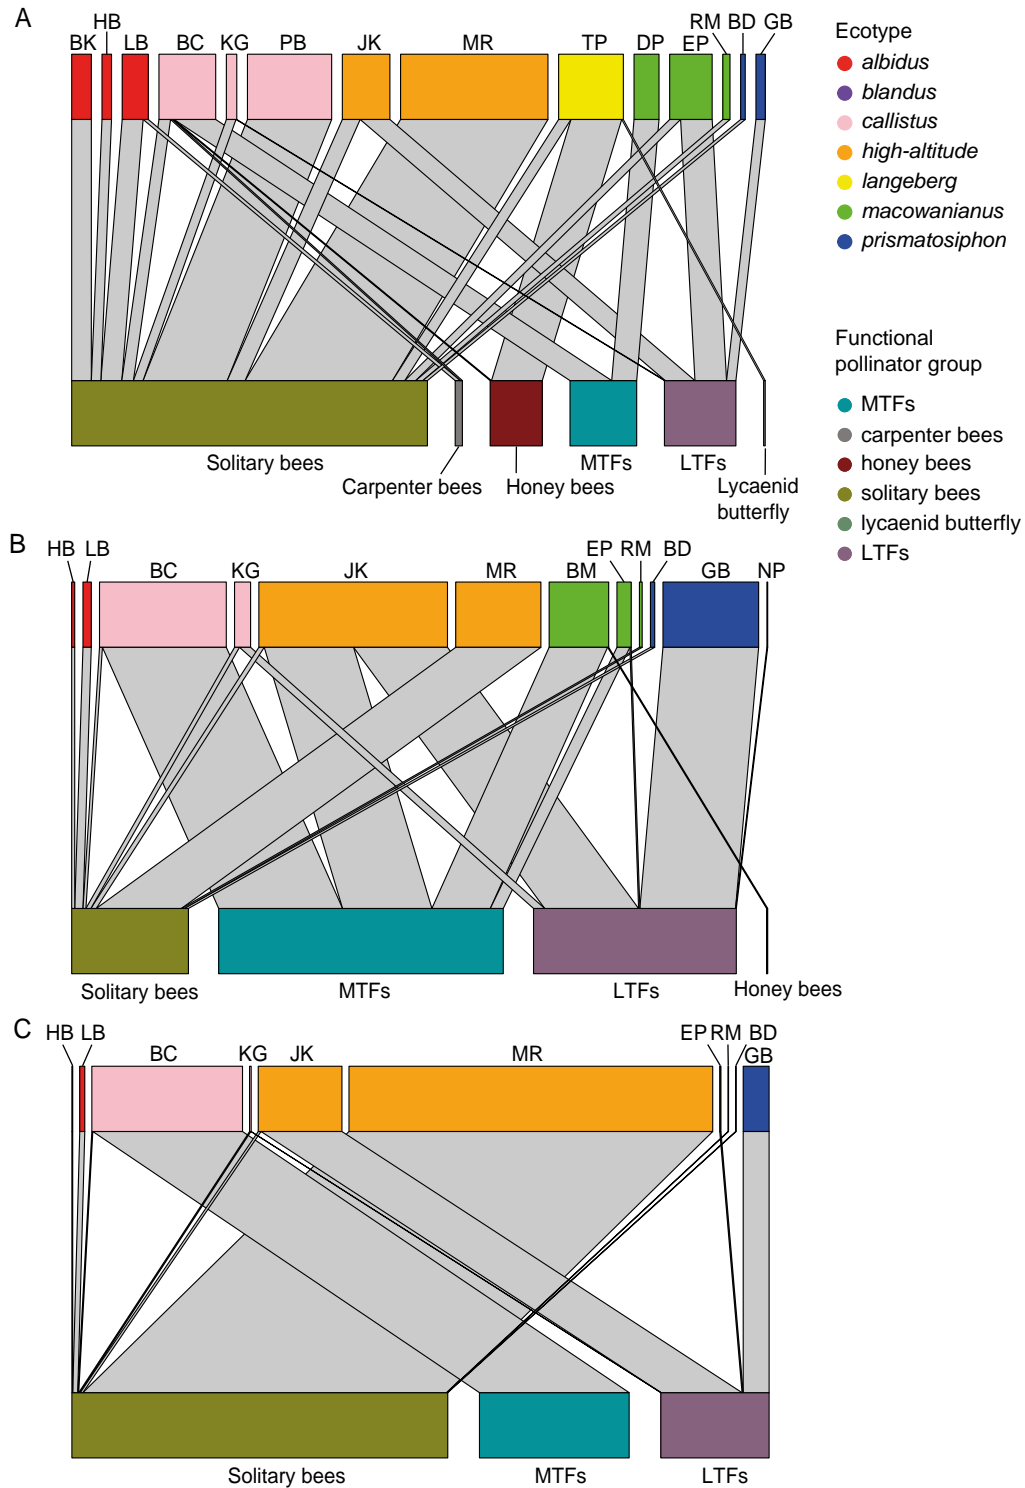 A
HB
RM BD GB
BK LB BC KG PB JK MR TP DP EP
Solitary bees
Carpenter bees
Honey bees
MTFs
LTFs
Lycaenid
butterfly
Ecotype
albidus
blandus
callistus
high-altitude
langeberg
macowanianus
prismatosiphon
Functional
pollinator group
MTFs
carpenter bees
honey bees
solitary bees
lycaenid butterfly
LTFs
B
HB LB BC KG JK MR BM EP RM BD GB NP
Solitary bees
MTFs
LTFs
Honey bees
C
HB LB BC KG JK MR EP RM BD
GB
Solitary bees
MTFs
LTFs